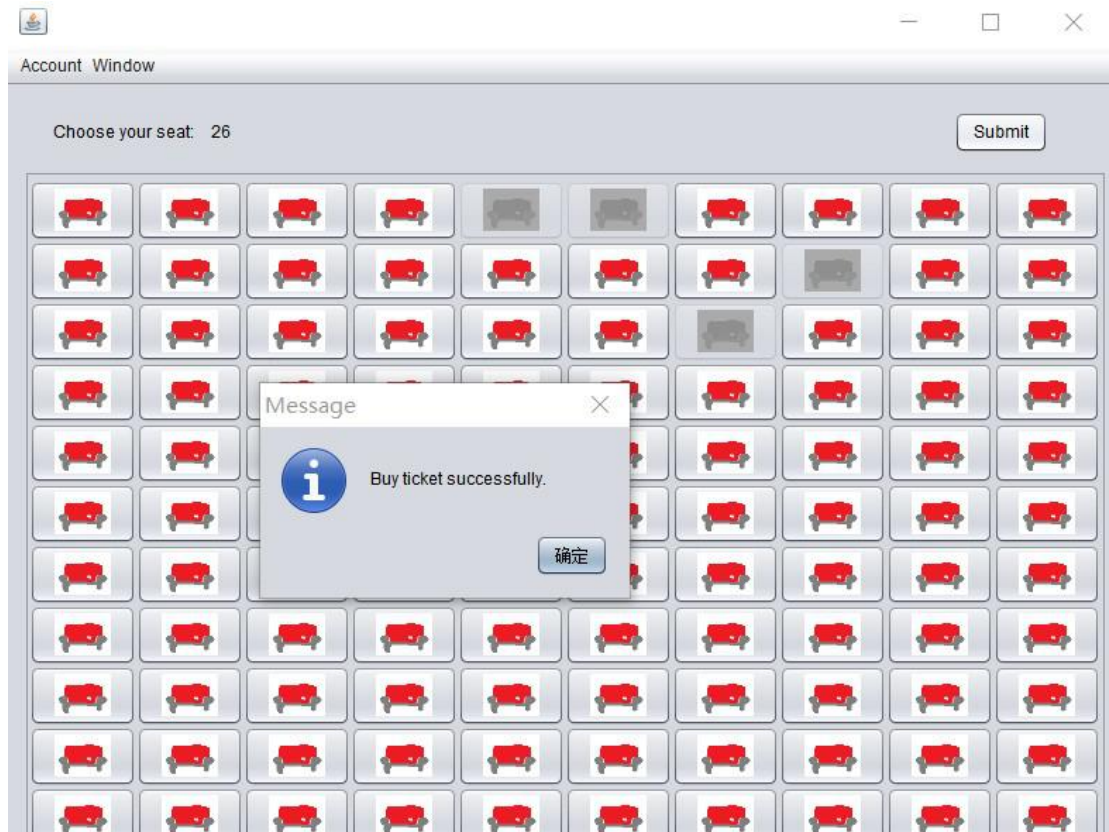 Account Window
Choose your seat: 26
Submit
Message
Buy ticket successfully.
确定